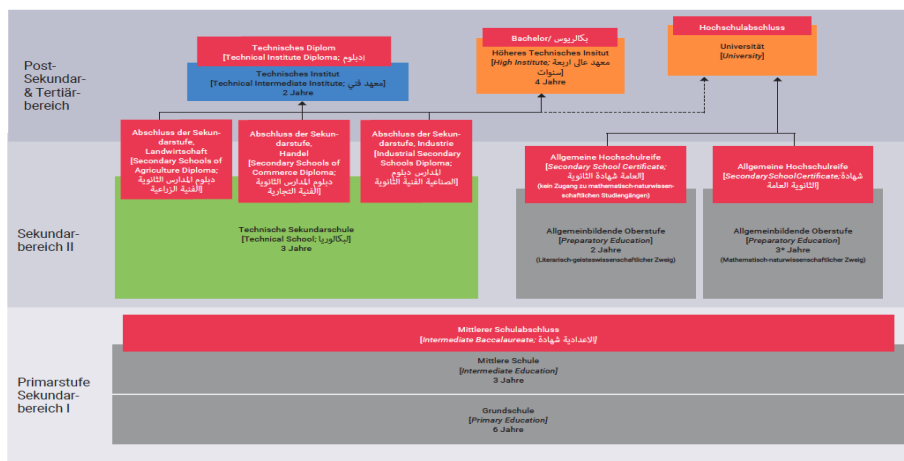 Post-
Sekundar-
& Tertiär-
bereich
Technisches Diplom
[Technical Institute Diploma; دبلوم]
Technisches Institut
[Technical Intermediate Institute; معهد فني]
2 Jahre
Bachelor/ بكالريوس
Höheres Technisches Insitut
[High Institute; معهد عالى اربعة
سنوات]
4 Jahre
Hochschulabschluss
Universität
[University]
Abschluss der Sekun-
darstufe,
Landwirtschaft
[Secondary Schools of
Agriculture Diploma;
دبلوم المدارس الثانوية
الفنية الزراعية]
Abschluss der Sekun-
darstufe,
Handel
[Secondary Schools of
Commerce Diploma;
دبلوم المدارس الثانوية
الفنية التجارية]
Abschluss der Sekun-
darstufe, Industrie
[Industrial Secondary
Schools Diploma;
المدارس دبلوم
الصناعية الفنية الثانوية]
Allgemeine Hochschulreife
[Secondary School Certificate;
العامة شهادة الثانوية]
(kein Zugang zu mathematisch-naturwissen-
schaftlichen Studiengängen)
Allgemeine Hochschulreife
[Secondary School Certificate; شهادة
الثانوية العامة]
Sekundar-
bereich II
Technische Sekundarschule
[Technical School; لبكالوريا]
3 Jahre
Allgemeinbildende Oberstufe
[Preparatory Education]
2 Jahre
(Literarisch-geisteswissenschaftlicher Zweig)
Allgemeinbildende Oberstufe
[Preparatory Education]
3* Jahre
(Mathematisch-naturwissenschaftlicher Zweig)
Primarstufe
Sekundar-
bereich I
Mittlerer Schulabschluss
[Intermediate Baccalaureate; الاعدادية شهادة]
Mittlere Schule
[Intermediate Education]
3 Jahre
Grundschule
[Primary Education]
6 Jahre